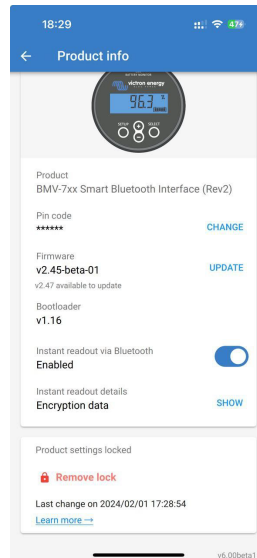 18:29
47
Product info
BATTERY MONITOR
victron energy
96.3 %
SETUP
SELECT
Product
BMV-7xx Smart Bluetooth Interface (Rev2)
Pin code
******
CHANGE
Firmware
v2.45-beta-01
UPDATE
v2.47 available to update
Bootloader
v1.16
Instant readout via Bluetooth
Enabled
Instant readout details
Encryption data
SHOW
Product settings locked
Remove lock
Last change on 2024/02/01 17:28:54
Learn more →
v6.00beta1